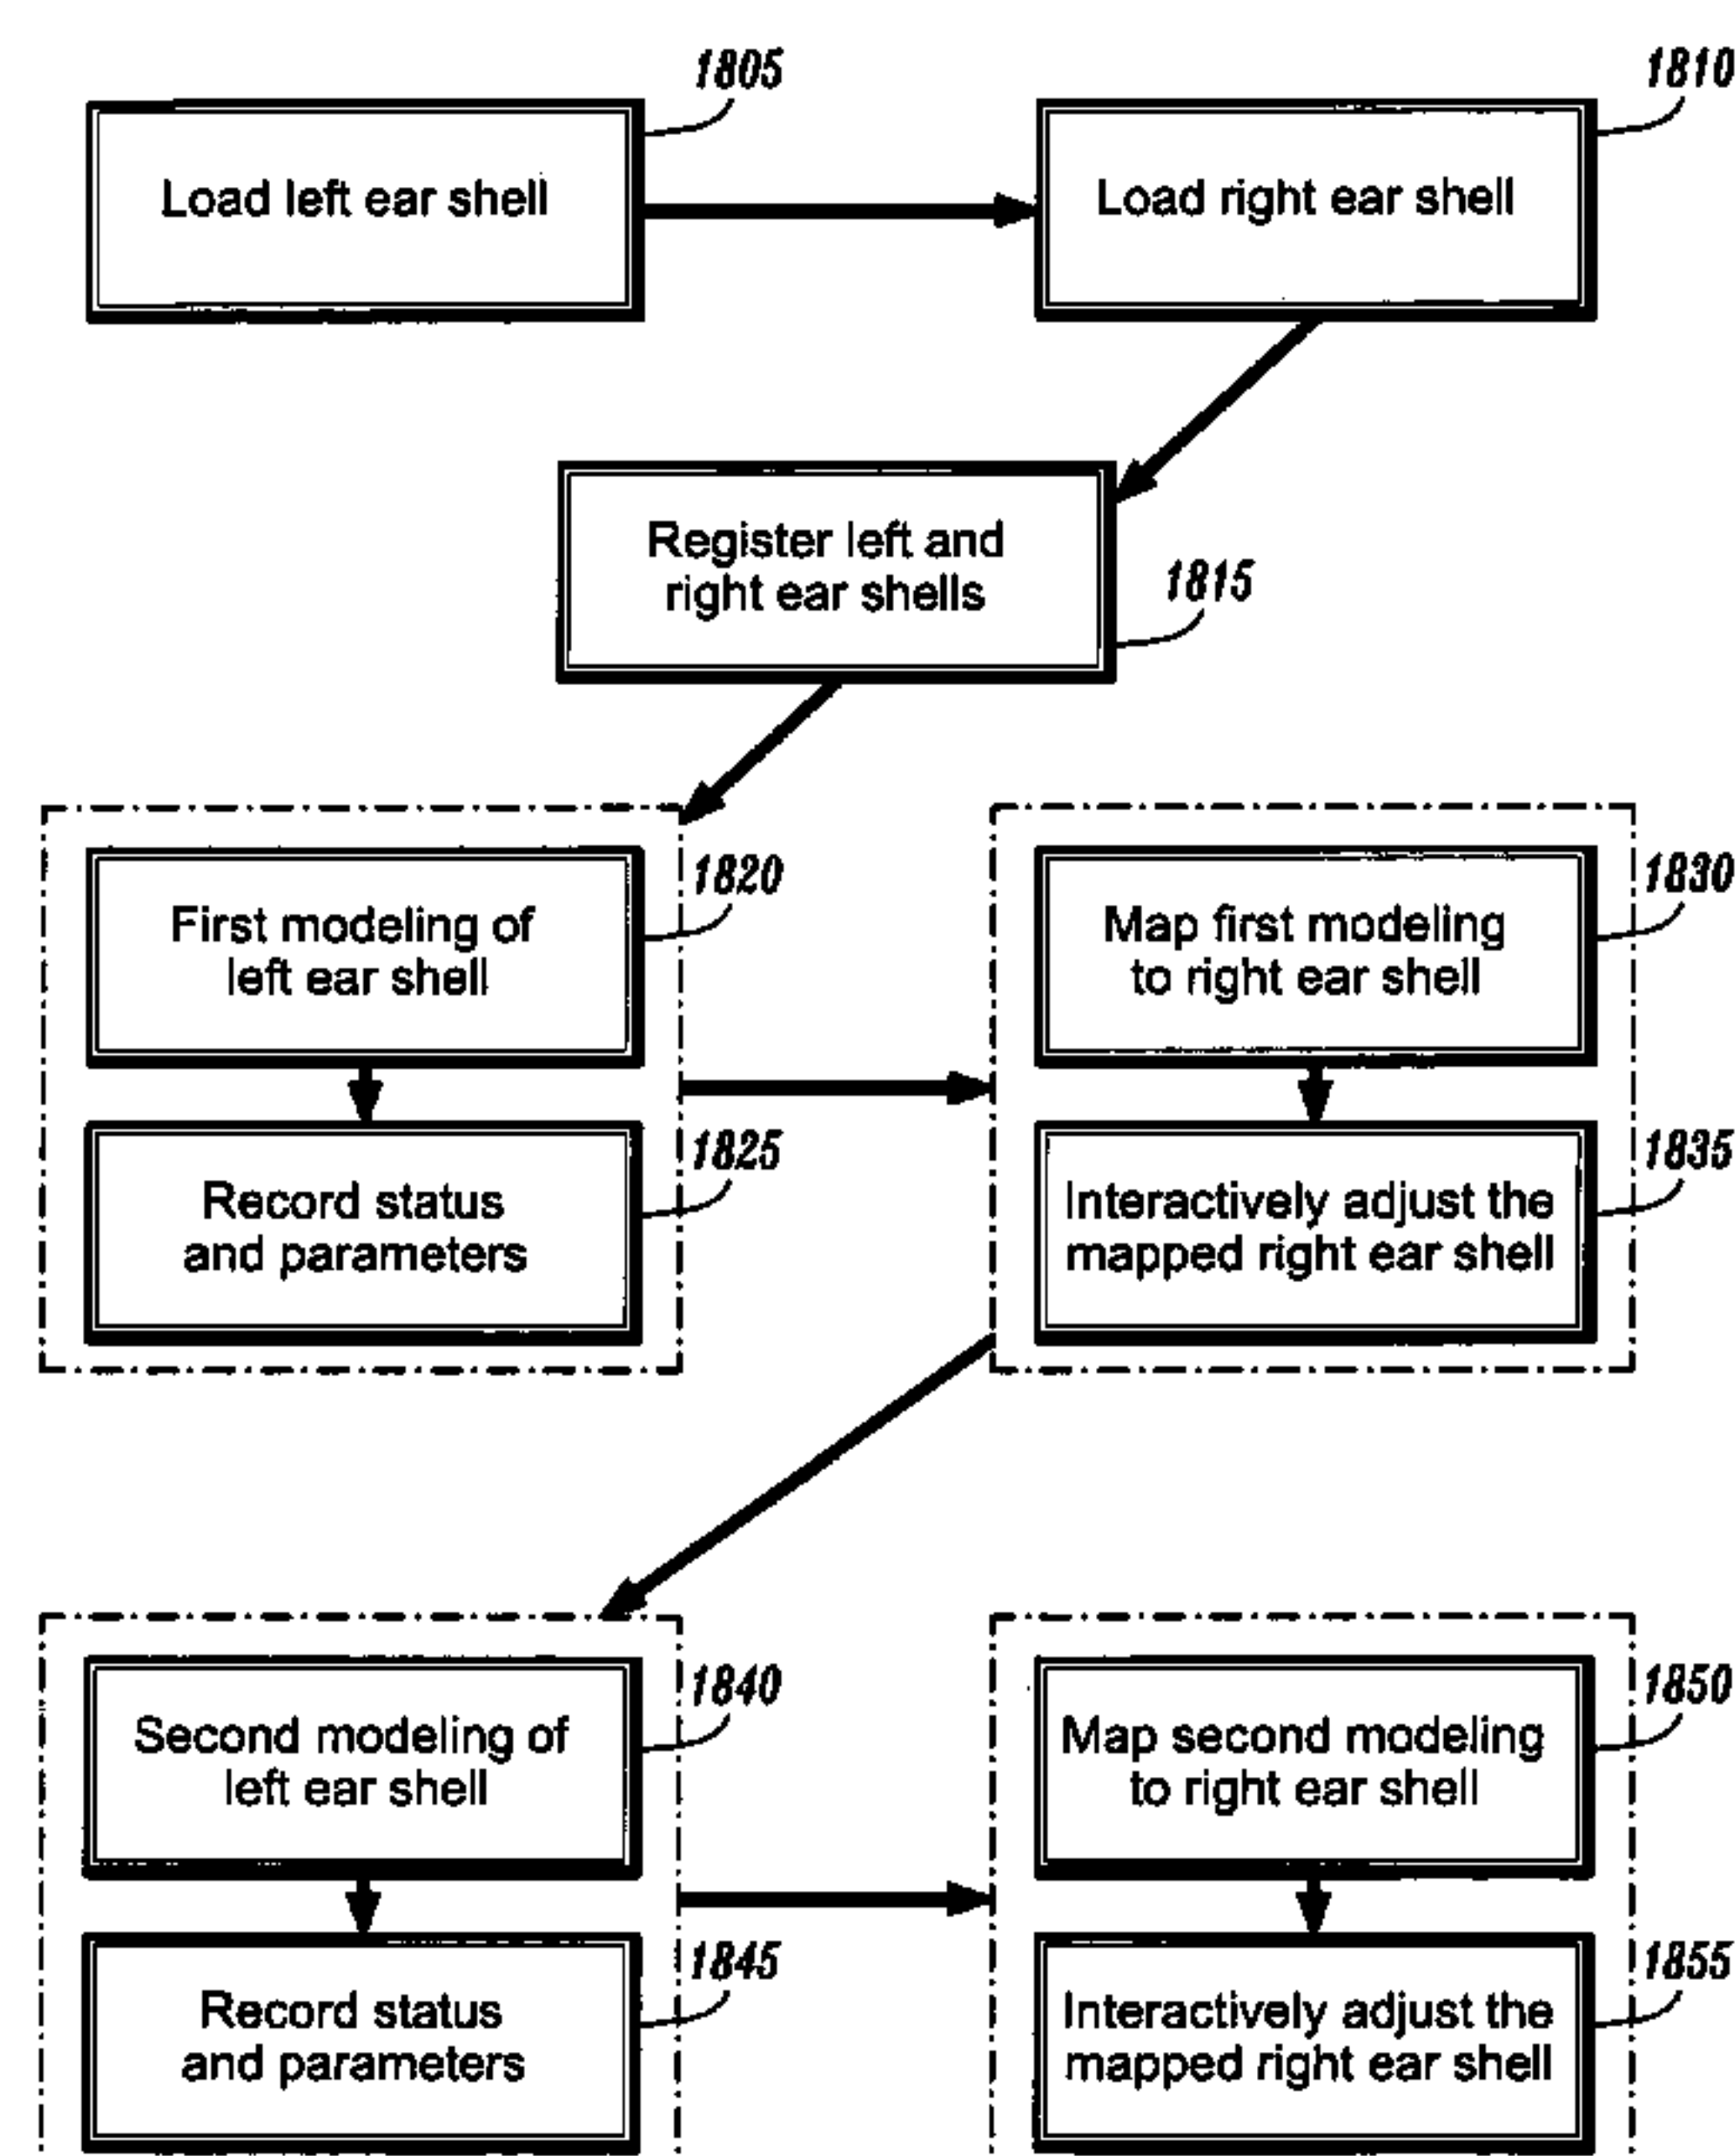 1805
Load left ear shell
1810
Load right ear shell
Register left and
right ear shells
1815
1820
First modeling of
left ear shell
1825
Record status
and parameters
1830
Map first modeling
to right ear shell
1835
Interactively adjust the
mapped right ear shell
1840
Second modeling of
left ear shell
1845
Record status
and parameters
1850
Map second modeling
to right ear shell
1855
Interactively adjust the
mapped right ear shell